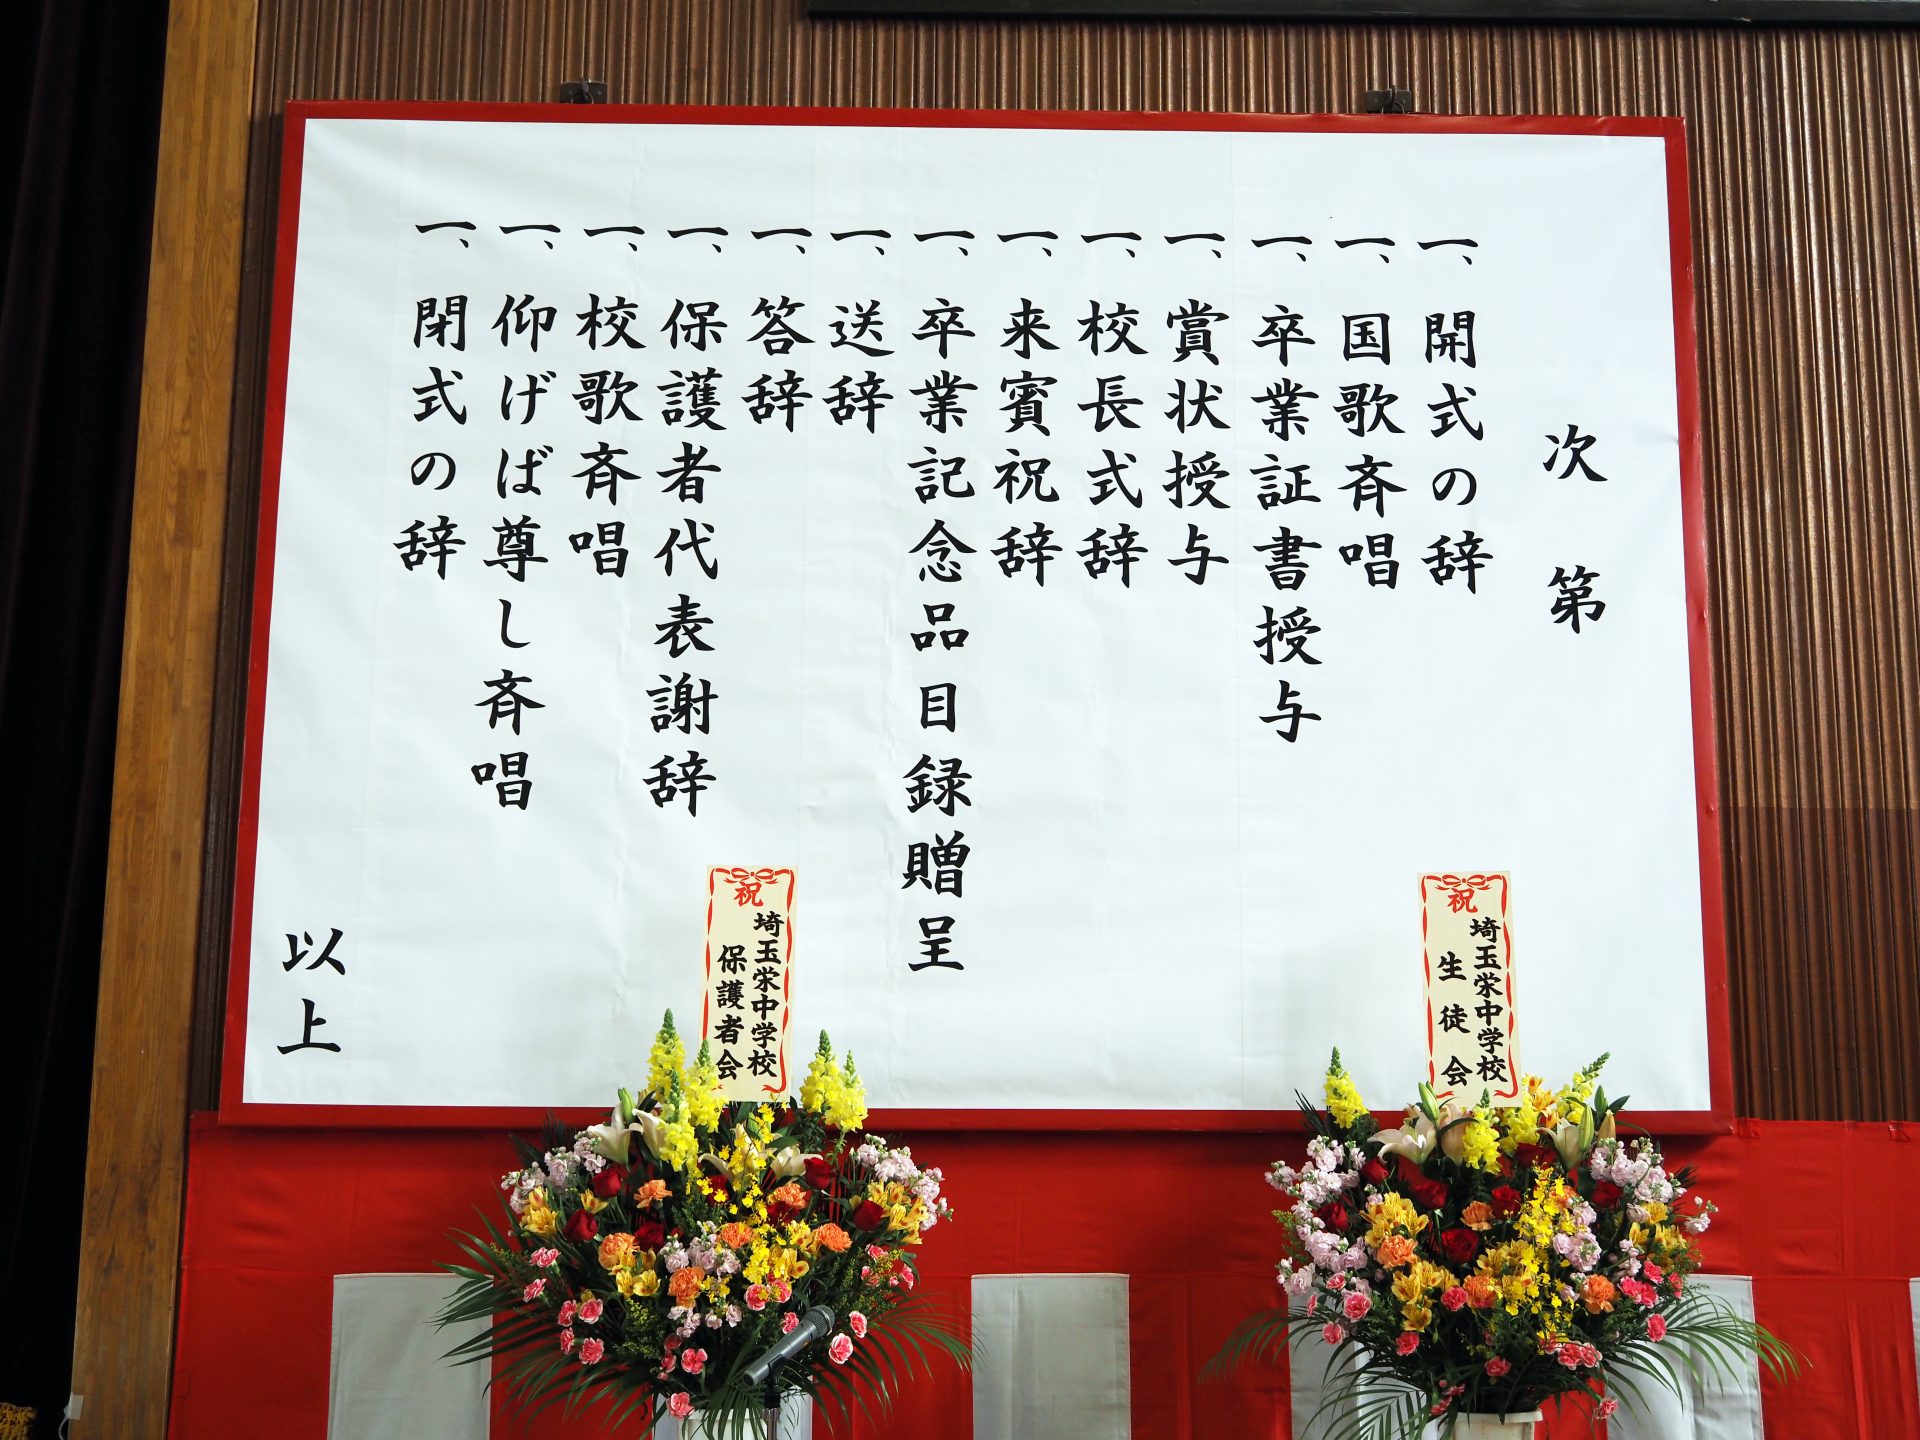 次第
一、開式の辞
一、国歌斉唱
一、卒業証書授与
一、賞状授与
一、校長式辞
一、来賓祝辞
一、卒業記念品目録贈呈
一、送辞
一、答辞
一、保護者代表謝辞
一、校歌斉唱
一、仰げば尊し斉唱
一、閉式の辞
以上
祝
埼玉栄中学校
生徒会
祝
埼玉栄中学校
保護者会